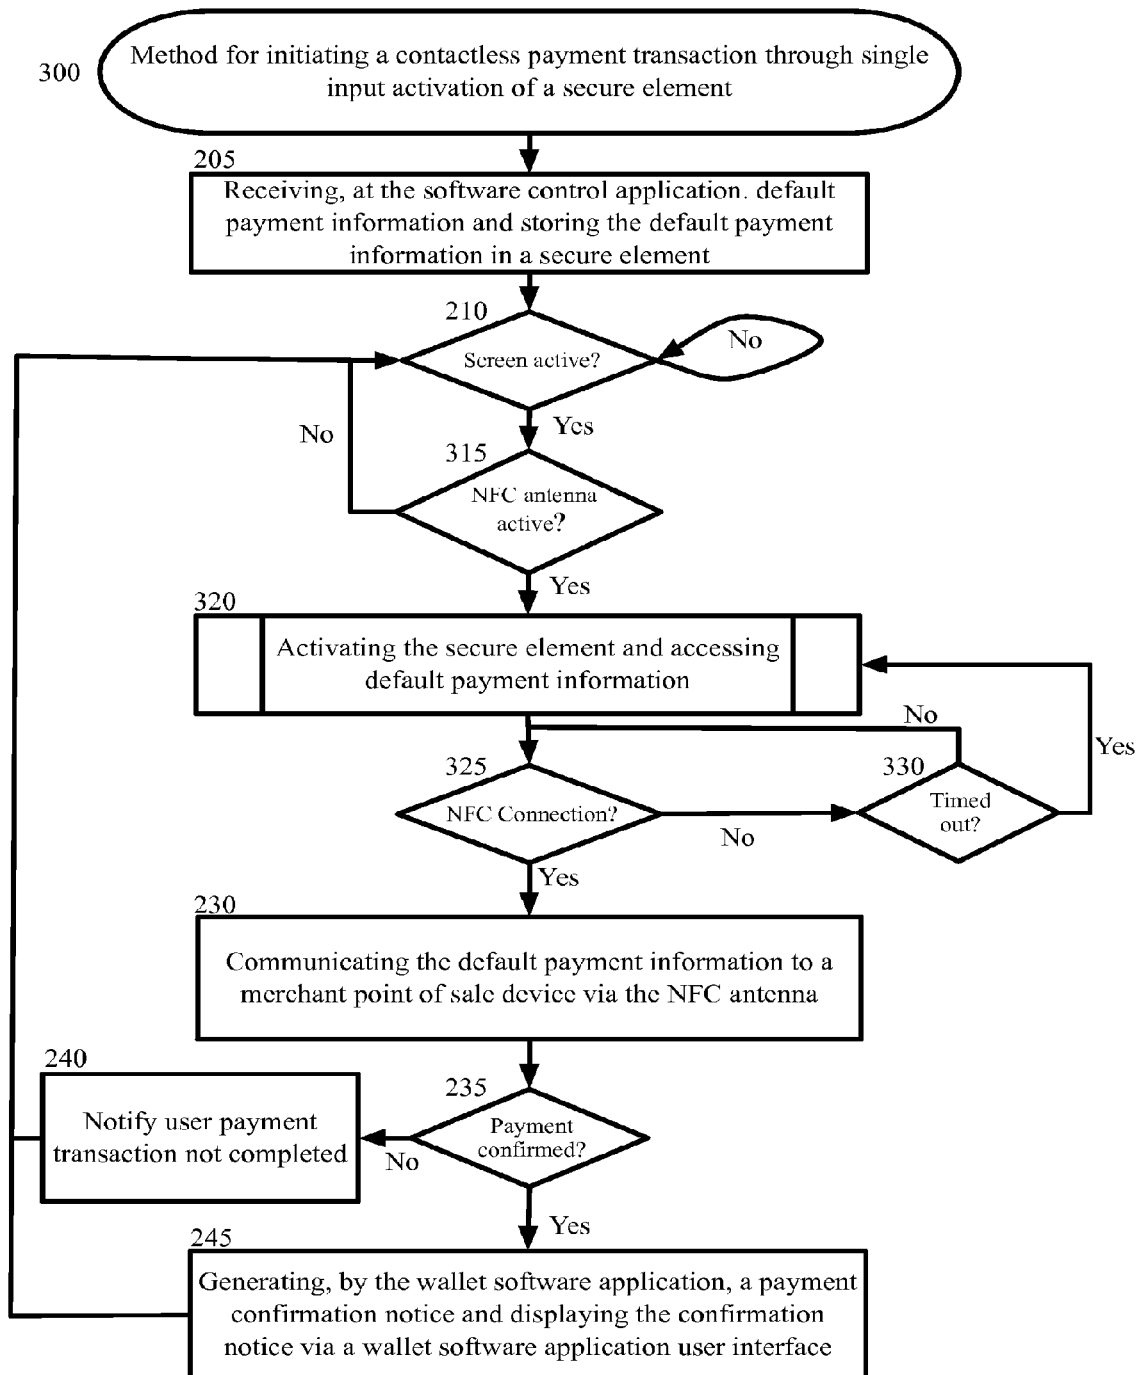 300
Method for initiating a contactless payment transaction through single
input activation of a secure element
205
Receiving, at the software control application. default
payment information and storing the default payment
information in a secure element
210
Screen active?
No
Yes
No
315
NFC antenna
active?
Yes
320
Activating the secure element and accessing
default payment information
No
Yes
325
NFC Connection?
No
330
Timed
out?
Yes
230
Communicating the default payment information to a
merchant point of sale device via the NFC antenna
240
Notify user payment
transaction not completed
235
Payment
confirmed?
No
Yes
245
Generating, by the wallet software application, a payment
confirmation notice and displaying the confirmation
notice via a wallet software application user interface